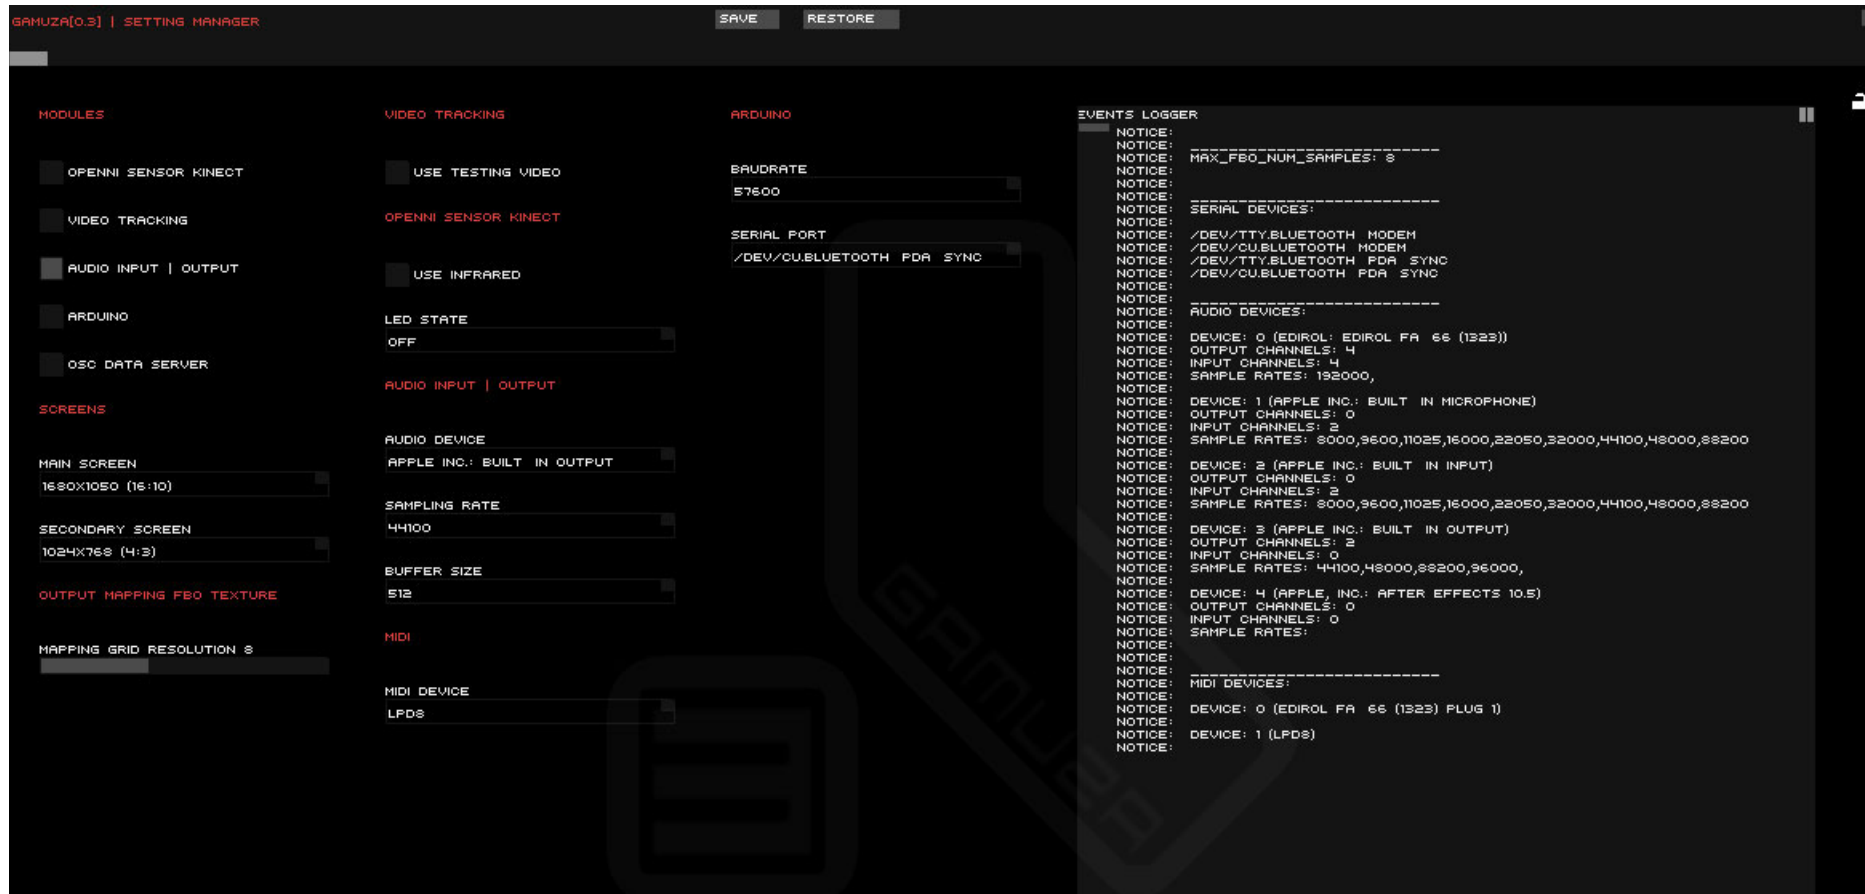 GAMUZA[0.3] | SETTING MANAGER
SAVE
RESTORE
MODULES
OPENNI SENSOR KINECT
VIDEO TRACKING
AUDIO INPUT | OUTPUT
ARDUINO
OSC DATA SERVER
SCREENS
MAIN SCREEN
1680X1050 (16:10)
SECONDARY SCREEN
1024X768 (4:3)
OUTPUT MAPPING FBO TEXTURE
MAPPING GRID RESOLUTION 8
VIDEO TRACKING
USE TESTING VIDEO
OPENNI SENSOR KINECT
USE INFRARED
LED STATE
OFF
AUDIO INPUT | OUTPUT
AUDIO DEVICE
APPLE INC.: BUILT IN OUTPUT
SAMPLING RATE
44100
BUFFER SIZE
512
MIDI
MIDI DEVICE
LPD8
ARDUINO
BAUDRATE
57600
SERIAL PORT
/DEV/CU.BLUETOOTH PDA SYNC
EVENTS LOGGER
NOTICE:
NOTICE: ___________________________
NOTICE: MAX_FBO_NUM_SAMPLES: 8
NOTICE:
NOTICE:
NOTICE: ___________________________
NOTICE: SERIAL DEVICES:
NOTICE:
NOTICE: /DEV/TTY.BLUETOOTH MODEM
NOTICE: /DEV/CU.BLUETOOTH MODEM
NOTICE: /DEV/TTY.BLUETOOTH PDA SYNC
NOTICE: /DEV/CU.BLUETOOTH PDA SYNC
NOTICE:
NOTICE: ___________________________
NOTICE: AUDIO DEVICES:
NOTICE:
NOTICE: DEVICE: 0 (EDIROL: EDIROL FA 66 (1323))
NOTICE: OUTPUT CHANNELS: 4
NOTICE: INPUT CHANNELS: 4
NOTICE: SAMPLE RATES: 192000,
NOTICE:
NOTICE: DEVICE: 1 (APPLE INC.: BUILT IN MICROPHONE)
NOTICE: OUTPUT CHANNELS: 0
NOTICE: INPUT CHANNELS: 2
NOTICE: SAMPLE RATES: 8000,9600,11025,16000,22050,32000,44100,48000,88200
NOTICE:
NOTICE: DEVICE: 2 (APPLE INC.: BUILT IN INPUT)
NOTICE: OUTPUT CHANNELS: 0
NOTICE: INPUT CHANNELS: 2
NOTICE: SAMPLE RATES: 8000,9600,11025,16000,22050,32000,44100,48000,88200
NOTICE:
NOTICE: DEVICE: 3 (APPLE INC.: BUILT IN OUTPUT)
NOTICE: OUTPUT CHANNELS: 2
NOTICE: INPUT CHANNELS: 0
NOTICE: SAMPLE RATES: 44100,48000,88200,96000,
NOTICE:
NOTICE: DEVICE: 4 (APPLE, INC.: AFTER EFFECTS 10.5)
NOTICE: OUTPUT CHANNELS: 0
NOTICE: INPUT CHANNELS: 0
NOTICE: SAMPLE RATES:
NOTICE:
NOTICE:
NOTICE: ___________________________
NOTICE: MIDI DEVICES:
NOTICE:
NOTICE: DEVICE: 0 (EDIROL FA 66 (1323) PLUG 1)
NOTICE:
NOTICE: DEVICE: 1 (LPD8)
NOTICE:
GAMUZA